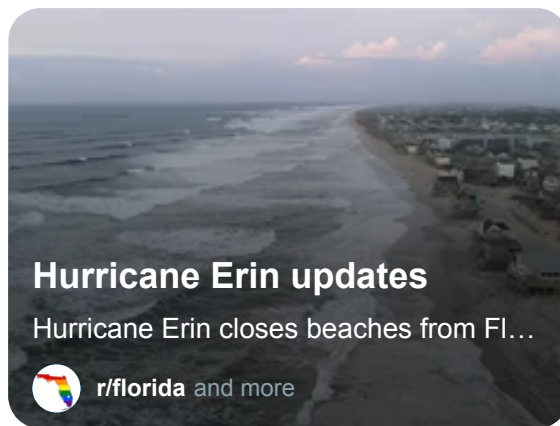 Hurricane Erin updates
Hurricane Erin closes beaches from Fl…
r/florida and more